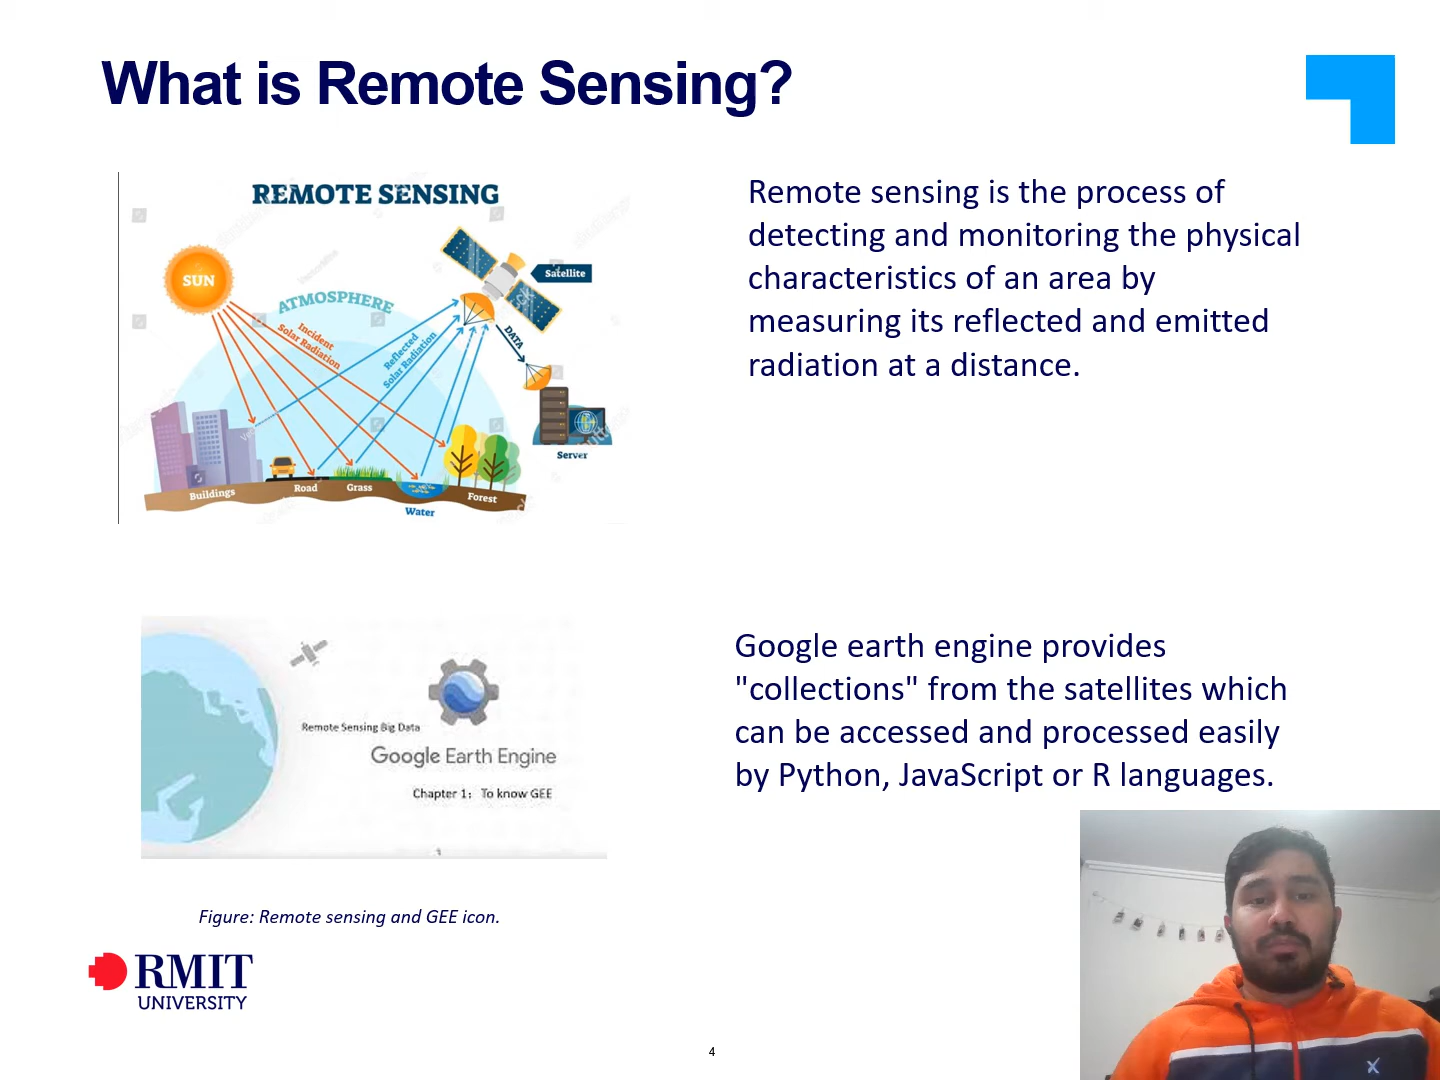 What is Remote Sensing?
REMOTE SENSING
SUN
ATMOSPHERE
Satellite
Incident
Solar Radiation
Reflected
Solar Radiation
DATA
Server
Buildings
Road
Grass
Water
Forest
Remote sensing is the process of
detecting and monitoring the physical
characteristics of an area by
measuring its reflected and emitted
radiation at a distance.
Remote Sensing Big Data
Google Earth Engine
Chapter 1: To know GEE
Google earth engine provides
"collections" from the satellites which
can be accessed and processed easily
by Python, JavaScript or R languages.
Figure: Remote sensing and GEE icon.
RMIT
UNIVERSITY
4